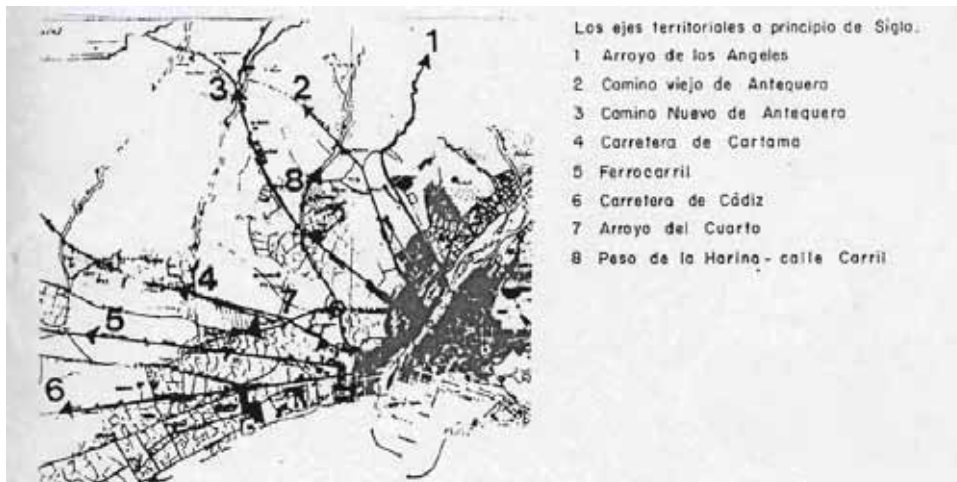 1
2
3
8
4
7
5
6
Los ejes territoriales a principio de Siglo.
1 Arroyo de los Angeles
2 Camino viejo de Antequera
3 Camino Nuevo de Antequera
4 Carretera de Cartama
5 Ferrocarril
6 Carretera de Cádiz
7 Arroyo del Cuarto
8 Peso de la Harina - calle Carril